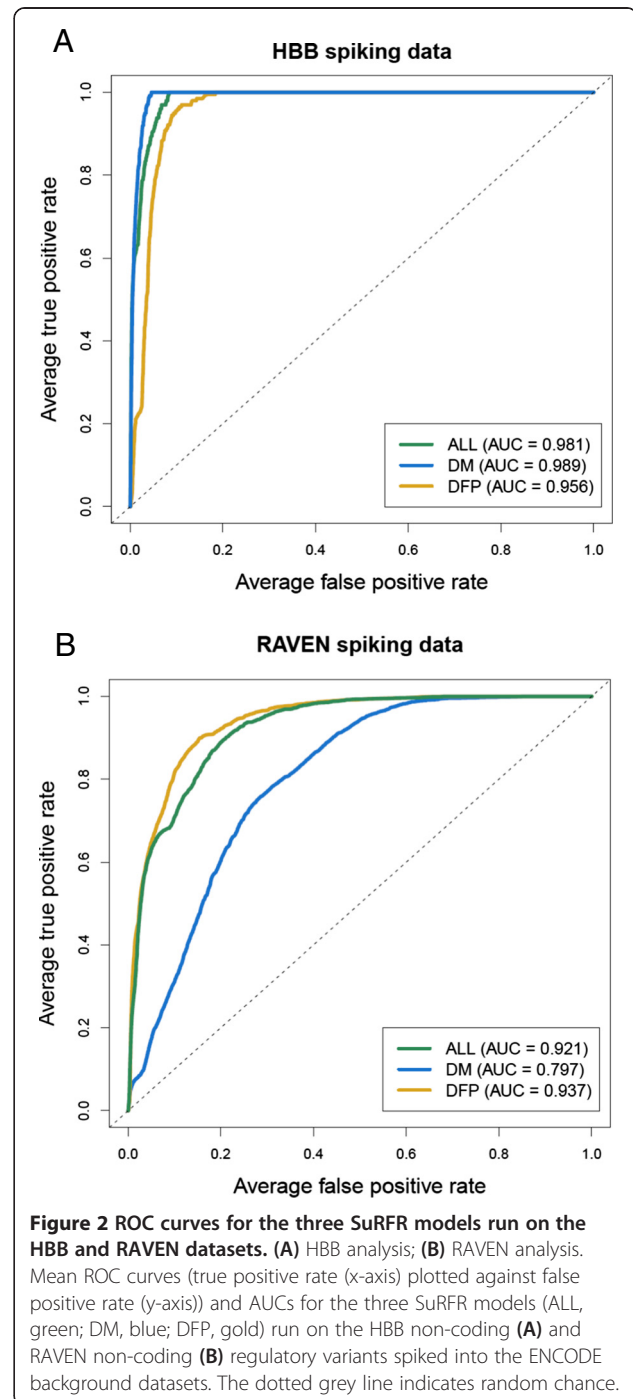 A
HBB spiking data
Average true positive rate
1.0
0.8
0.6
0.4
0.2
0.0
ALL (AUC = 0.981)
DM (AUC = 0.989)
DFP (AUC = 0.956)
0.0 0.2 0.4 0.6 0.8 1.0
Average false positive rate
B
RAVEN spiking data
Average true positive rate
1.0
0.8
0.6
0.4
0.2
0.0
ALL (AUC = 0.921)
DM (AUC = 0.797)
DFP (AUC = 0.937)
0.0 0.2 0.4 0.6 0.8 1.0
Average false positive rate
Figure 2 ROC curves for the three SuRFR models run on the
HBB and RAVEN datasets. (A) HBB analysis; (B) RAVEN analysis.
Mean ROC curves (true positive rate (x-axis) plotted against false
positive rate (y-axis)) and AUCs for the three SuRFR models (ALL,
green; DM, blue; DFP, gold) run on the HBB non-coding (A) and
RAVEN non-coding (B) regulatory variants spiked into the ENCODE
background datasets. The dotted grey line indicates random chance.